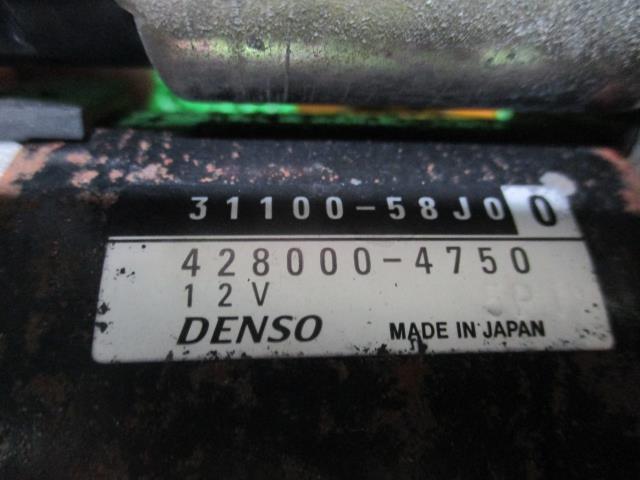 31100-58J00
428000-4750
12V
DENSO MADE IN JAPAN